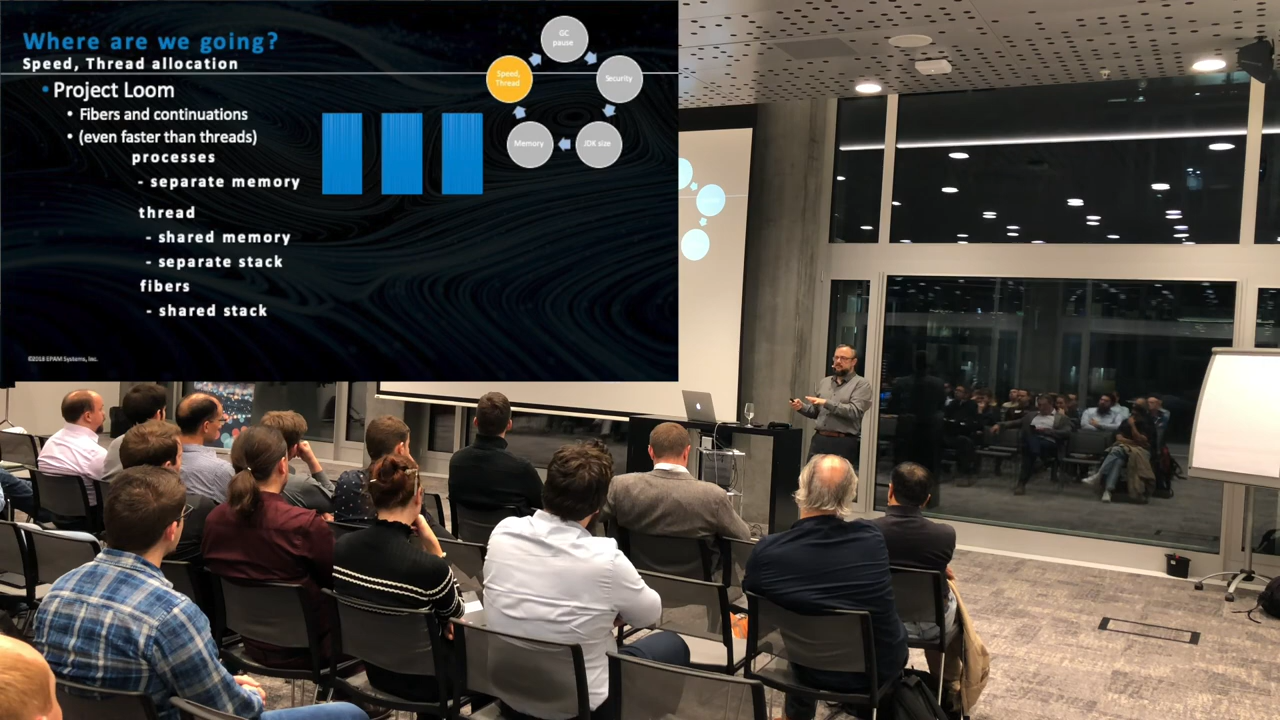 Where are we going?
Speed, Thread allocation
• Project Loom
• Fibers and continuations
• (even faster than threads)
processes
- separate memory
thread
- shared memory
- separate stack
fibers
- shared stack
GC
pause
Speed,
Thread
Security
Memory
JDK size
©2018 EPAM Systems, Inc.